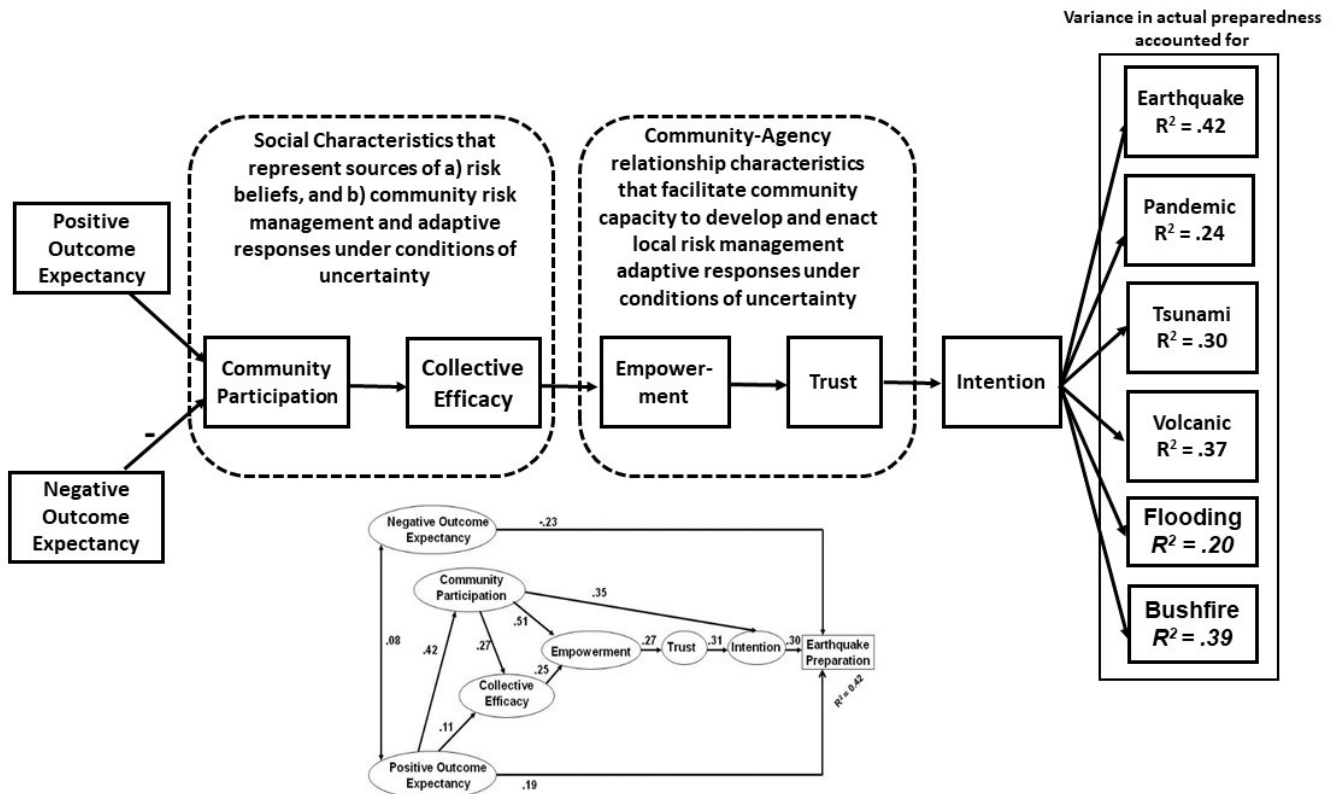 Variance in actual preparedness
accounted for
Positive
Outcome
Expectancy
Negative
Outcome
Expectancy
Social Characteristics that
represent sources of a) risk
beliefs, and b) community risk
management and adaptive
responses under conditions of
uncertainty
Community
Participation
Collective
Efficacy
Community-Agency
relationship characteristics
that facilitate community
capacity to develop and enact
local risk management
adaptive responses under
conditions of uncertainty
Empower-
ment
Trust
Intention
Earthquake
R² = .42
Pandemic
R² = .24
Tsunami
R² = .30
Volcanic
R² = .37
Flooding
R² = .20
Bushfire
R² = .39
-
Negative Outcome
Expectancy
-.23
Community
Participation
.35
.51
.08
.42
.27
Empowerment
.27
Trust
.31
Intention
.30
Earthquake
Preparation
R² = 0.42
.25
Collective
Efficacy
.11
Positive Outcome
Expectancy
.19